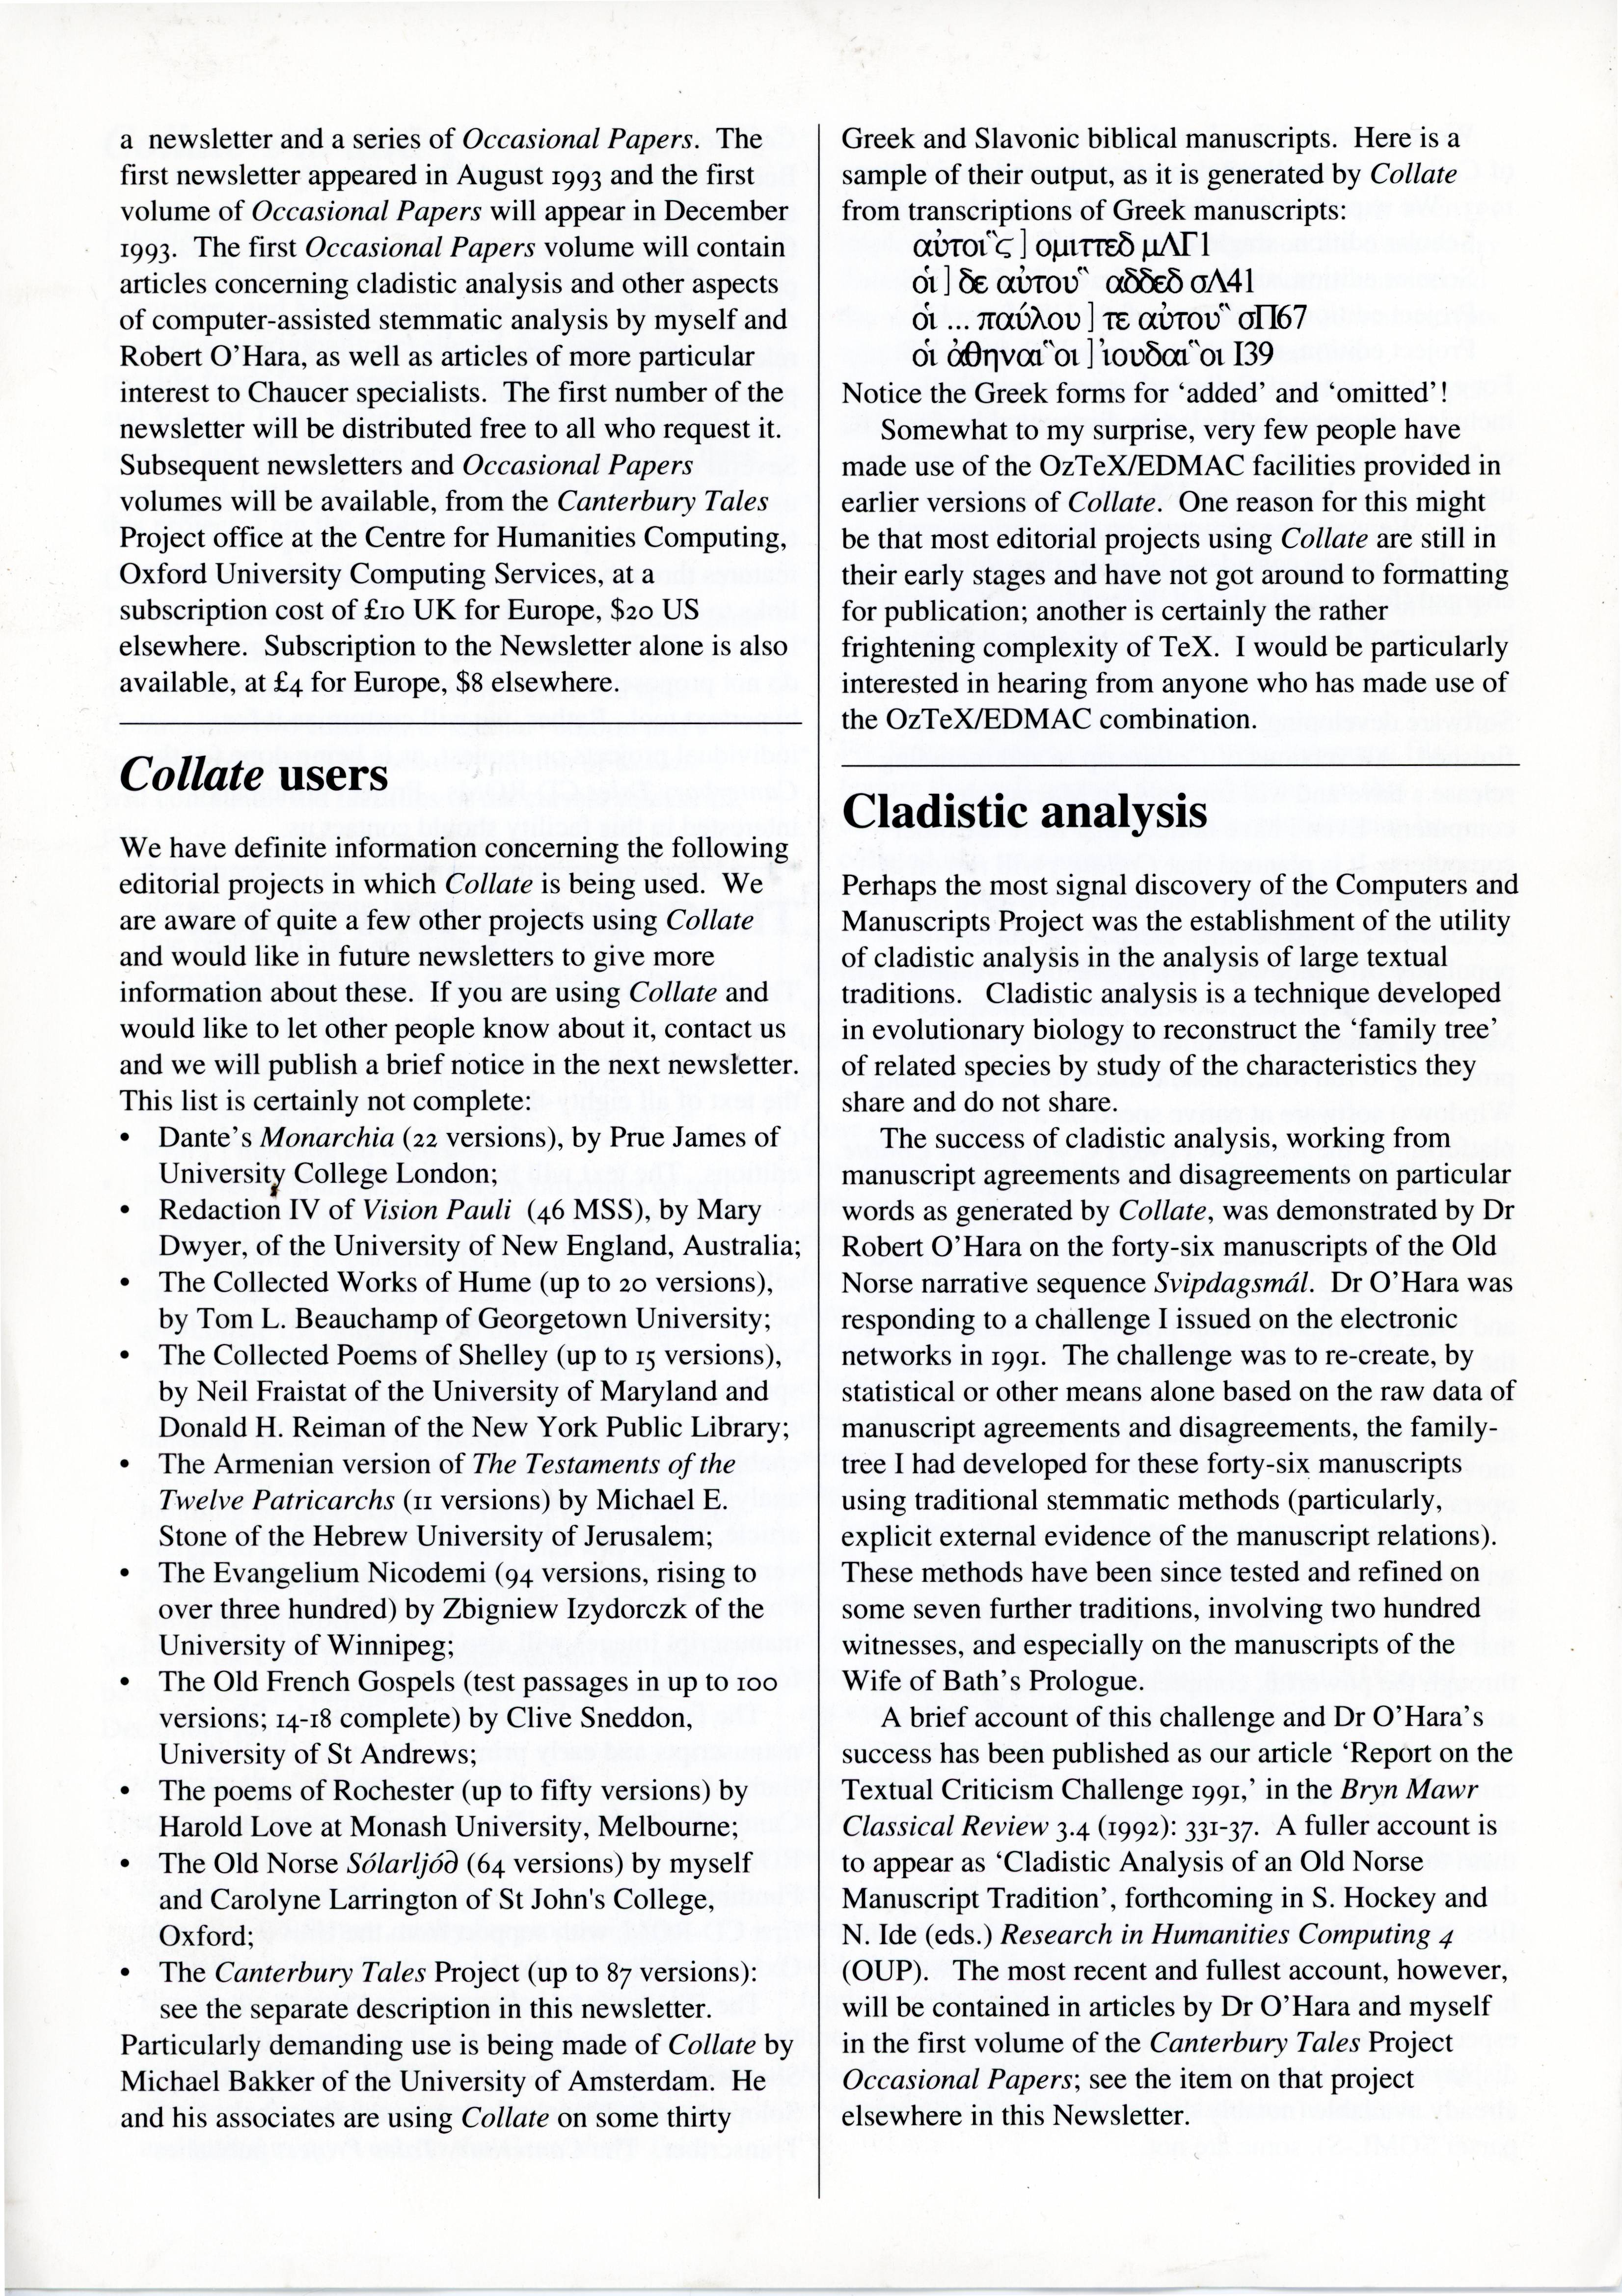 a newsletter and a series of Occasional Papers. The
first newsletter appeared in August 1993 and the first
volume of Occasional Papers will appear in December
1993. The first Occasional Papers volume will contain
articles concerning cladistic analysis and other aspects
of computer-assisted stemmatic analysis by myself and
Robert O'Hara, as well as articles of more particular
interest to Chaucer specialists. The first number of the
newsletter will be distributed free to all who request it.
Subsequent newsletters and Occasional Papers
volumes will be available, from the Canterbury Tales
Project office at the Centre for Humanities Computing,
Oxford University Computing Services, at a
subscription cost of £10 UK for Europe, $20 US
elsewhere. Subscription to the Newsletter alone is also
available, at £4 for Europe, $8 elsewhere.
Collate users
We have definite information concerning the following
editorial projects in which Collate is being used. We
are aware of quite a few other projects using Collate
and would like in future newsletters to give more
information about these. If you are using Collate and
would like to let other people know about it, contact us
and we will publish a brief notice in the next newsletter.
This list is certainly not complete:
• Dante's Monarchia (22 versions), by Prue James of
University College London;
• Redaction IV of Vision Pauli (46 MSS), by Mary
Dwyer, of the University of New England, Australia;
• The Collected Works of Hume (up to 20 versions),
by Tom L. Beauchamp of Georgetown University;
• The Collected Poems of Shelley (up to 15 versions),
by Neil Fraistat of the University of Maryland and
Donald H. Reiman of the New York Public Library;
• The Armenian version of The Testaments of the
Twelve Patricarchs (11 versions) by Michael E.
Stone of the Hebrew University of Jerusalem;
• The Evangelium Nicodemi (94 versions, rising to
over three hundred) by Zbigniew Izydorczk of the
University of Winnipeg;
• The Old French Gospels (test passages in up to 100
versions; 14-18 complete) by Clive Sneddon,
University of St Andrews;
• The poems of Rochester (up to fifty versions) by
Harold Love at Monash University, Melbourne;
• The Old Norse Sólarljóð (64 versions) by myself
and Carolyne Larrington of St John's College,
Oxford;
• The Canterbury Tales Project (up to 87 versions):
see the separate description in this newsletter.
Particularly demanding use is being made of Collate by
Michael Bakker of the University of Amsterdam. He
and his associates are using Collate on some thirty
Greek and Slavonic biblical manuscripts. Here is a
sample of their output, as it is generated by Collate
from transcriptions of Greek manuscripts:
αὐτοι῝ς ] ομιττεδ μΛΓ1
οἱ ] δε αὐτου῝ αδδεδ σΛ41
οἱ ... παύλου ] τε αὐτου῝ σΠ67
οἱ ἀθηναι῝οι ] ἰουδαι῝οι Ι39
Notice the Greek forms for 'added' and 'omitted'!
Somewhat to my surprise, very few people have
made use of the OzTeX/EDMAC facilities provided in
earlier versions of Collate. One reason for this might
be that most editorial projects using Collate are still in
their early stages and have not got around to formatting
for publication; another is certainly the rather
frightening complexity of TeX. I would be particularly
interested in hearing from anyone who has made use of
the OzTeX/EDMAC combination.
Cladistic analysis
Perhaps the most signal discovery of the Computers and
Manuscripts Project was the establishment of the utility
of cladistic analysis in the analysis of large textual
traditions. Cladistic analysis is a technique developed
in evolutionary biology to reconstruct the 'family tree'
of related species by study of the characteristics they
share and do not share.
The success of cladistic analysis, working from
manuscript agreements and disagreements on particular
words as generated by Collate, was demonstrated by Dr
Robert O'Hara on the forty-six manuscripts of the Old
Norse narrative sequence Svipdagsmál. Dr O'Hara was
responding to a challenge I issued on the electronic
networks in 1991. The challenge was to re-create, by
statistical or other means alone based on the raw data of
manuscript agreements and disagreements, the family-
tree I had developed for these forty-six manuscripts
using traditional stemmatic methods (particularly,
explicit external evidence of the manuscript relations).
These methods have been since tested and refined on
some seven further traditions, involving two hundred
witnesses, and especially on the manuscripts of the
Wife of Bath's Prologue.
A brief account of this challenge and Dr O'Hara's
success has been published as our article 'Report on the
Textual Criticism Challenge 1991,' in the Bryn Mawr
Classical Review 3.4 (1992): 331-37. A fuller account is
to appear as 'Cladistic Analysis of an Old Norse
Manuscript Tradition', forthcoming in S. Hockey and
N. Ide (eds.) Research in Humanities Computing 4
(OUP). The most recent and fullest account, however,
will be contained in articles by Dr O'Hara and myself
in the first volume of the Canterbury Tales Project
Occasional Papers; see the item on that project
elsewhere in this Newsletter.